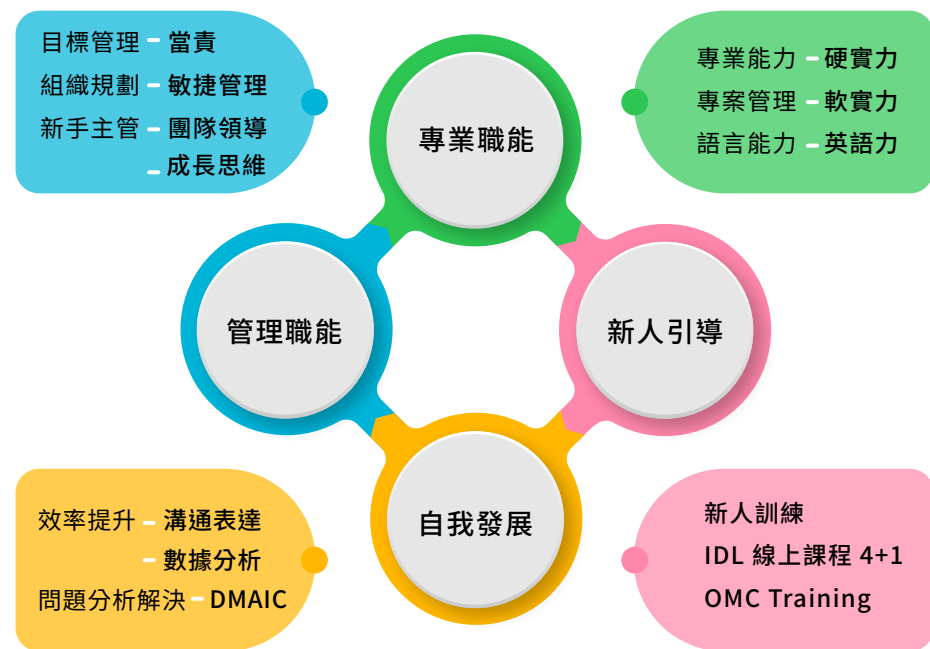 目標管理 - 當責
組織規劃 - 敏捷管理
新手主管 - 團隊領導
- 成長思維
專業能力 - 硬實力
專案管理 - 軟實力
語言能力 - 英語力
專業職能
管理職能
新人引導
自我發展
效率提升 - 溝通表達
- 數據分析
問題分析解決 - DMAIC
新人訓練
IDL 線上課程 4+1
OMC Training